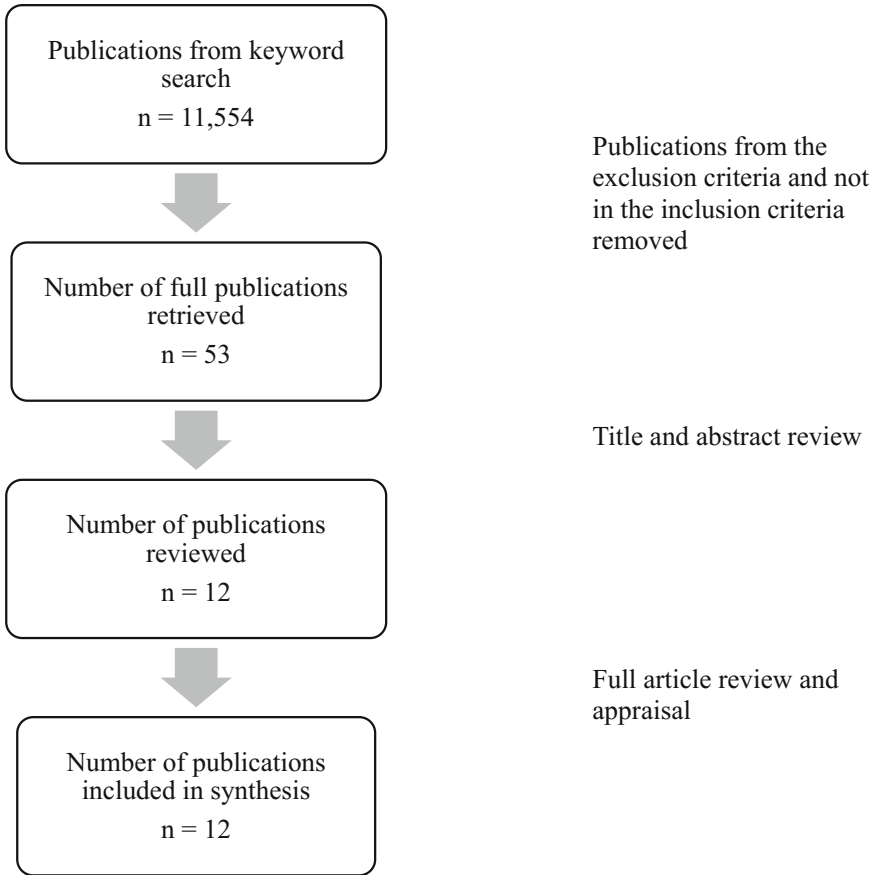 Publications from keyword
search
n = 11,554
Publications from the
exclusion criteria and not
in the inclusion criteria
removed
Number of full publications
retrieved
n = 53
Title and abstract review
Number of publications
reviewed
n = 12
Full article review and
appraisal
Number of publications
included in synthesis
n = 12